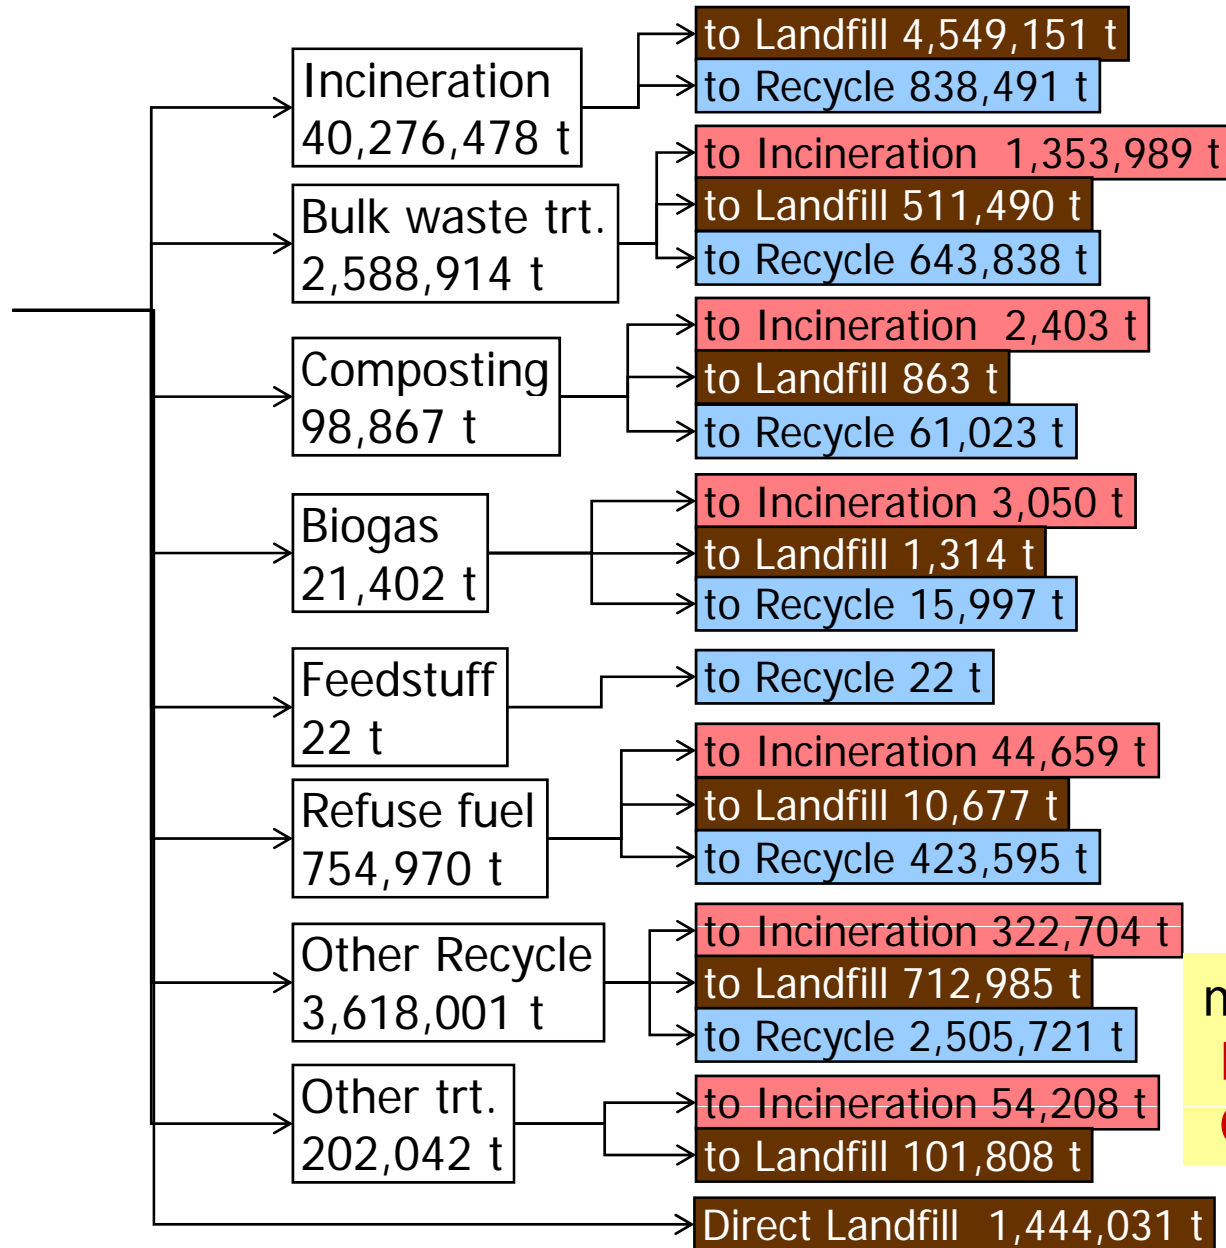 Incineration
40,276,478 t
to Landfill 4,549,151 t
to Recycle 838,491 t
Bulk waste trt.
2,588,914 t
to Incineration 1,353,989 t
to Landfill 511,490 t
to Recycle 643,838 t
Composting
98,867 t
to Incineration 2,403 t
to Landfill 863 t
to Recycle 61,023 t
Biogas
21,402 t
to Incineration 3,050 t
to Landfill 1,314 t
to Recycle 15,997 t
Feedstuff
22 t
to Recycle 22 t
Refuse fuel
754,970 t
to Incineration 44,659 t
to Landfill 10,677 t
to Recycle 423,595 t
Other Recycle
3,618,001 t
to Incineration 322,704 t
to Landfill 712,985 t
to Recycle 2,505,721 t
Other trt.
202,042 t
to Incineration 54,208 t
to Landfill 101,808 t
Direct Landfill 1,444,031 t